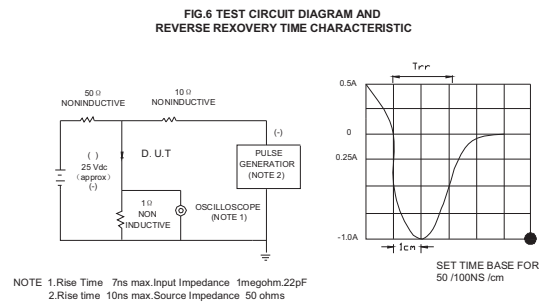 FIG.6 TEST CIRCUIT DIAGRAM AND
REVERSE REXOVERY TIME CHARACTERISTIC
50 Ω
NONINDUCTIVE
10 Ω
NONINDUCTIVE
( )
25 Vdc
(approx)
(-)
D. U.T
1 Ω
NON
INDUCTIVE
OSCILLOSCOPE
(NOTE 1)
(-)
PULSE
GENERATIOR
(NOTE 2)
Trr
0.5A
0
0.25A
-1.0A
1cm
SET TIME BASE FOR
50 /100NS /cm
NOTE 1.Rise Time 7ns max.Input Impedance 1megohm.22pF
2.Rise time 10ns max.Source Impedance 50 ohms